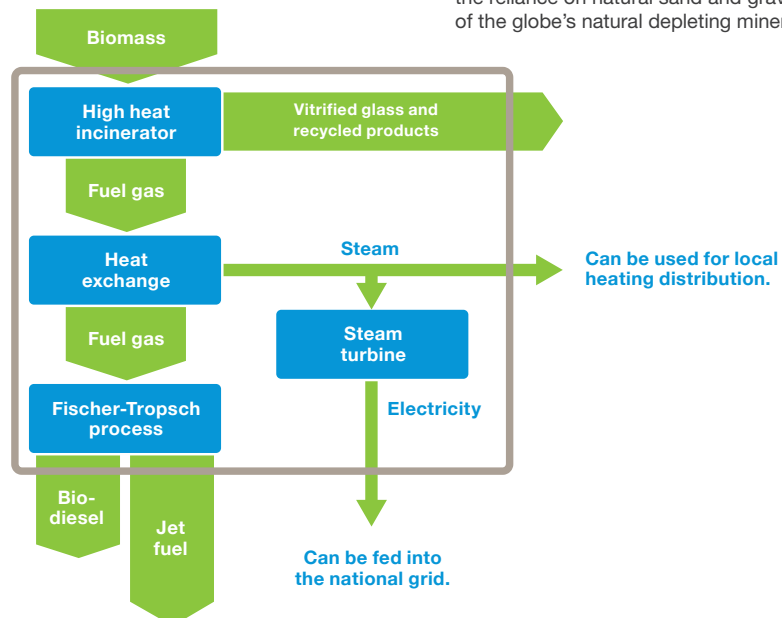 the reliance on natural sand and grav
of the globe's natural depleting miner
Biomass
High heat
incinerator
Vitrified glass and
recycled products
Fuel gas
Steam
Heat
exchange
Can be used for local
heating distribution.
Fuel gas
Steam
turbine
Fischer-Tropsch
process
Electricity
Bio-
diesel
Jet
fuel
Can be fed into
the national grid.